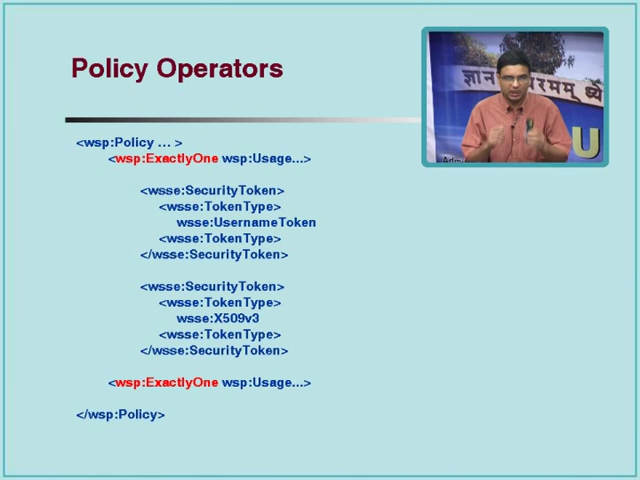 Policy Operators
ज्ञान रमम् ध्ये
<wsp:Policy … >
<wsp:ExactlyOne wsp:Usage...>
<wsse:SecurityToken>
<wsse:TokenType>
wsse:UsernameToken
<wsse:TokenType>
</wsse:SecurityToken>
<wsse:SecurityToken>
<wsse:TokenType>
wsse:X509v3
<wsse:TokenType>
</wsse:SecurityToken>
<wsp:ExactlyOne wsp:Usage...>
</wsp:Policy>